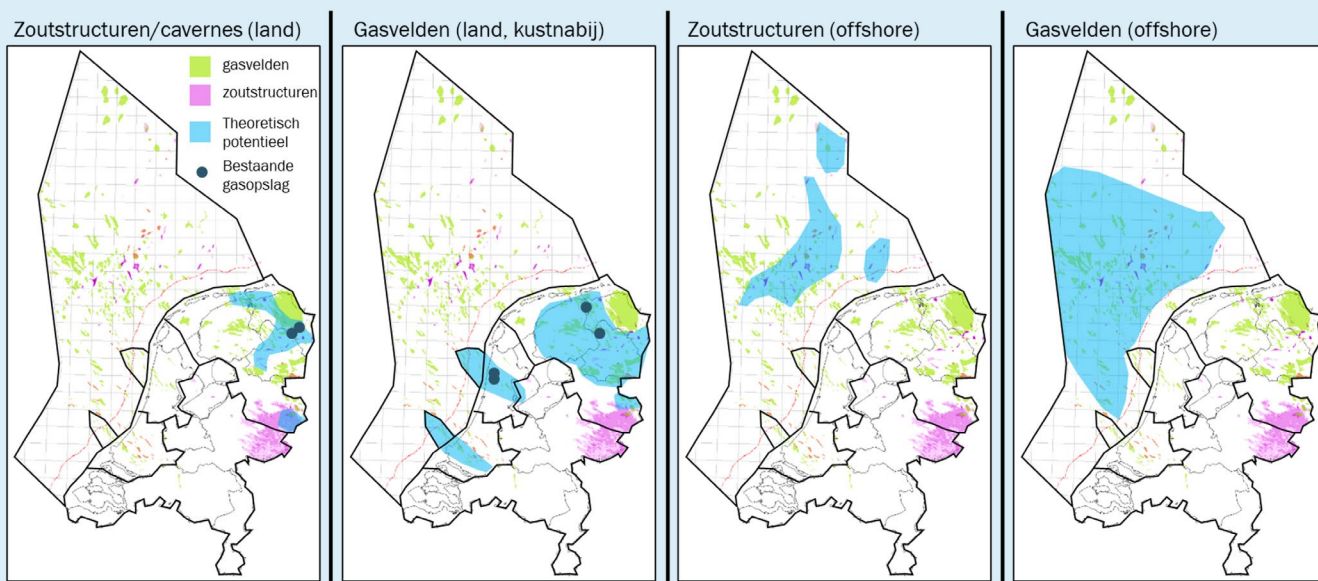 Zoutstructuren/cavernes (land)
Gasvelden (land, kustnabij)
Zoutstructuren (offshore)
Gasvelden (offshore)
gasvelden
zoutstructuren
Theoretisch
potentieel
Bestaande
gasopslag